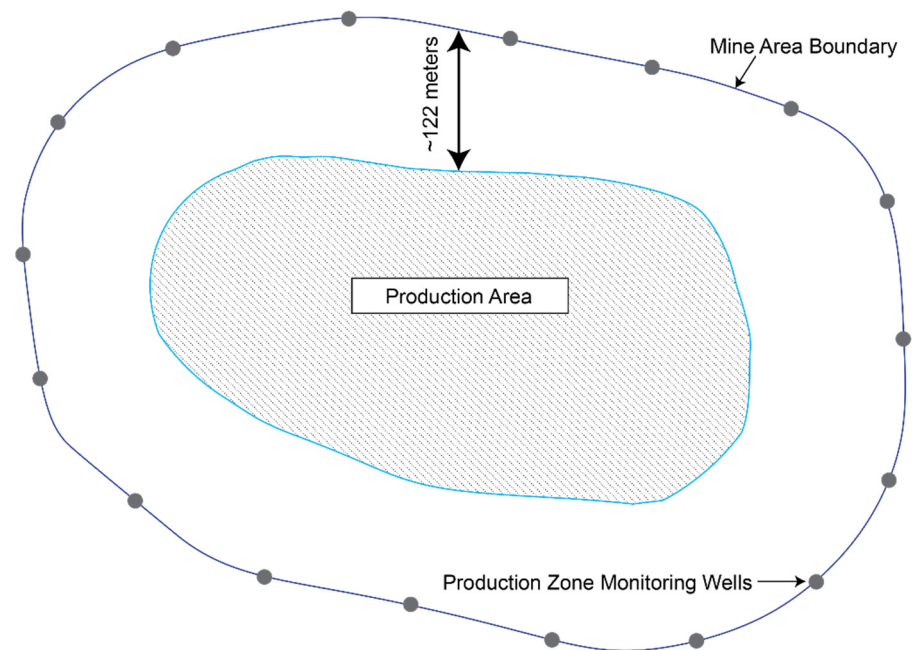 Mine Area Boundary
~122 meters
Production Area
Production Zone Monitoring Wells